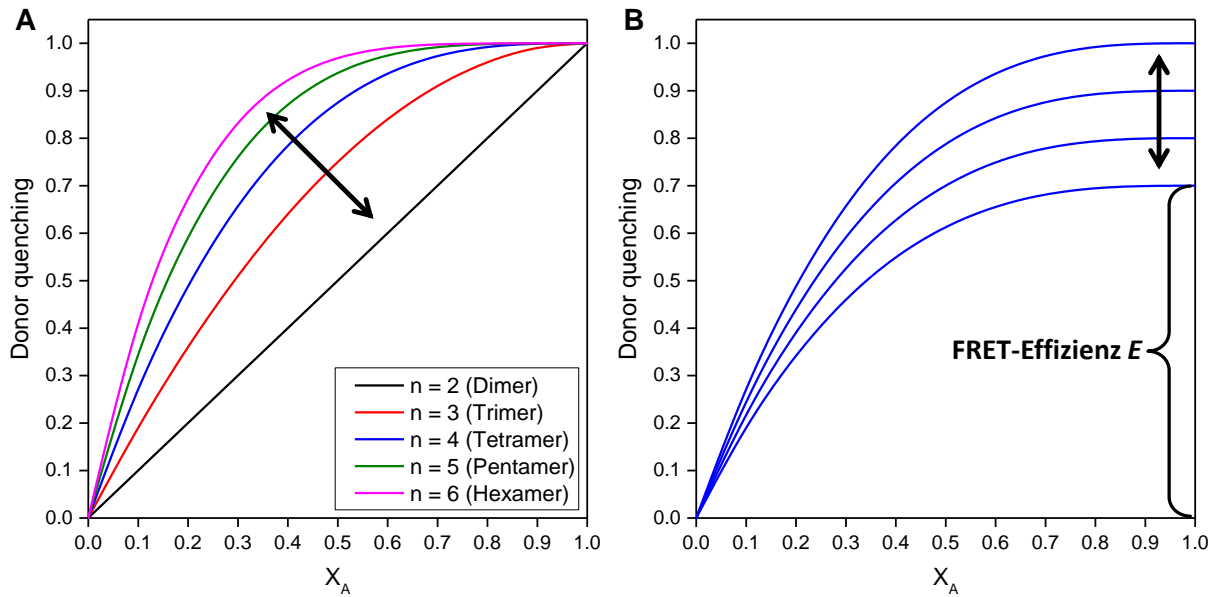 A
Donor quenching
1.0
0.9
0.8
0.7
0.6
0.5
0.4
0.3
0.2
0.1
0.0
n = 2 (Dimer)
n = 3 (Trimer)
n = 4 (Tetramer)
n = 5 (Pentamer)
n = 6 (Hexamer)
0.0 0.1 0.2 0.3 0.4 0.5 0.6 0.7 0.8 0.9 1.0
X_A
B
Donor quenching
1.0
0.9
0.8
0.7
0.6
0.5
0.4
0.3
0.2
0.1
0.0
FRET-Effizienz E
0.0 0.1 0.2 0.3 0.4 0.5 0.6 0.7 0.8 0.9 1.0
X_A